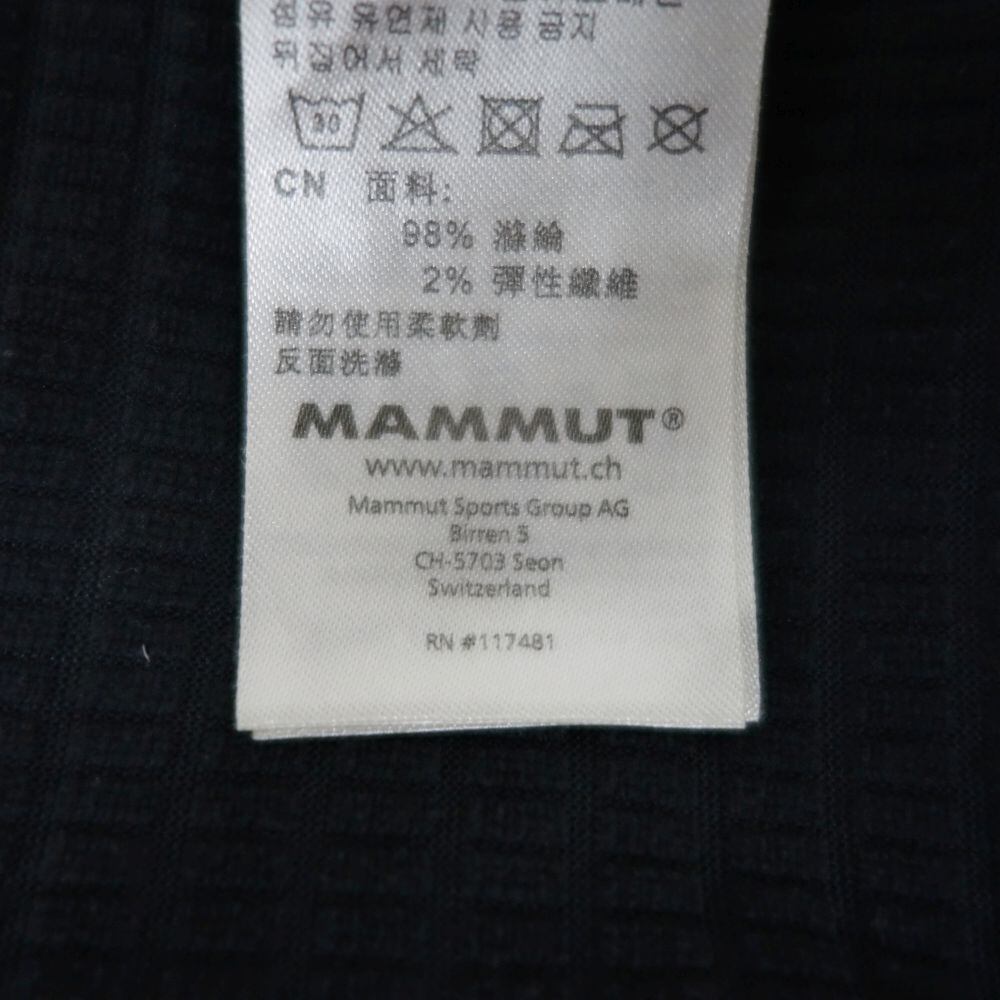 섬유 유연제 사용 금지
뒤집어서 세탁
30
CN 面料:
98% 滌綸
2% 彈性纖維
請勿使用柔軟劑
反面洗滌
MAMMUT®
www.mammut.ch
Mammut Sports Group AG
Birren 5
CH-5703 Seon
Switzerland
RN #117481